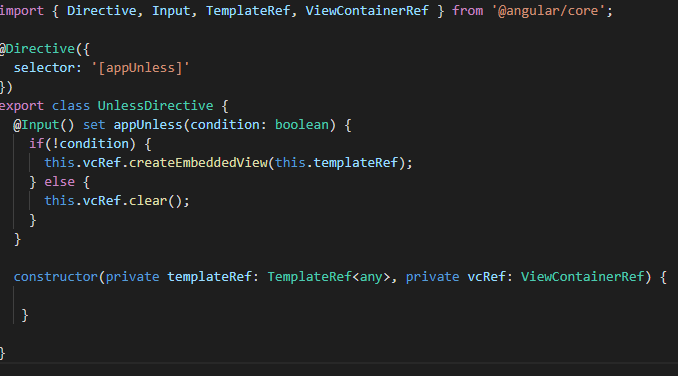 import { Directive, Input, TemplateRef, ViewContainerRef } from '@angular/core';
@Directive({
selector: '[appUnless]'
})
export class UnlessDirective {
@Input() set appUnless(condition: boolean) {
if(!condition) {
this.vcRef.createEmbeddedView(this.templateRef);
} else {
this.vcRef.clear();
}
}
constructor(private templateRef: TemplateRef<any>, private vcRef: ViewContainerRef) {
}
}